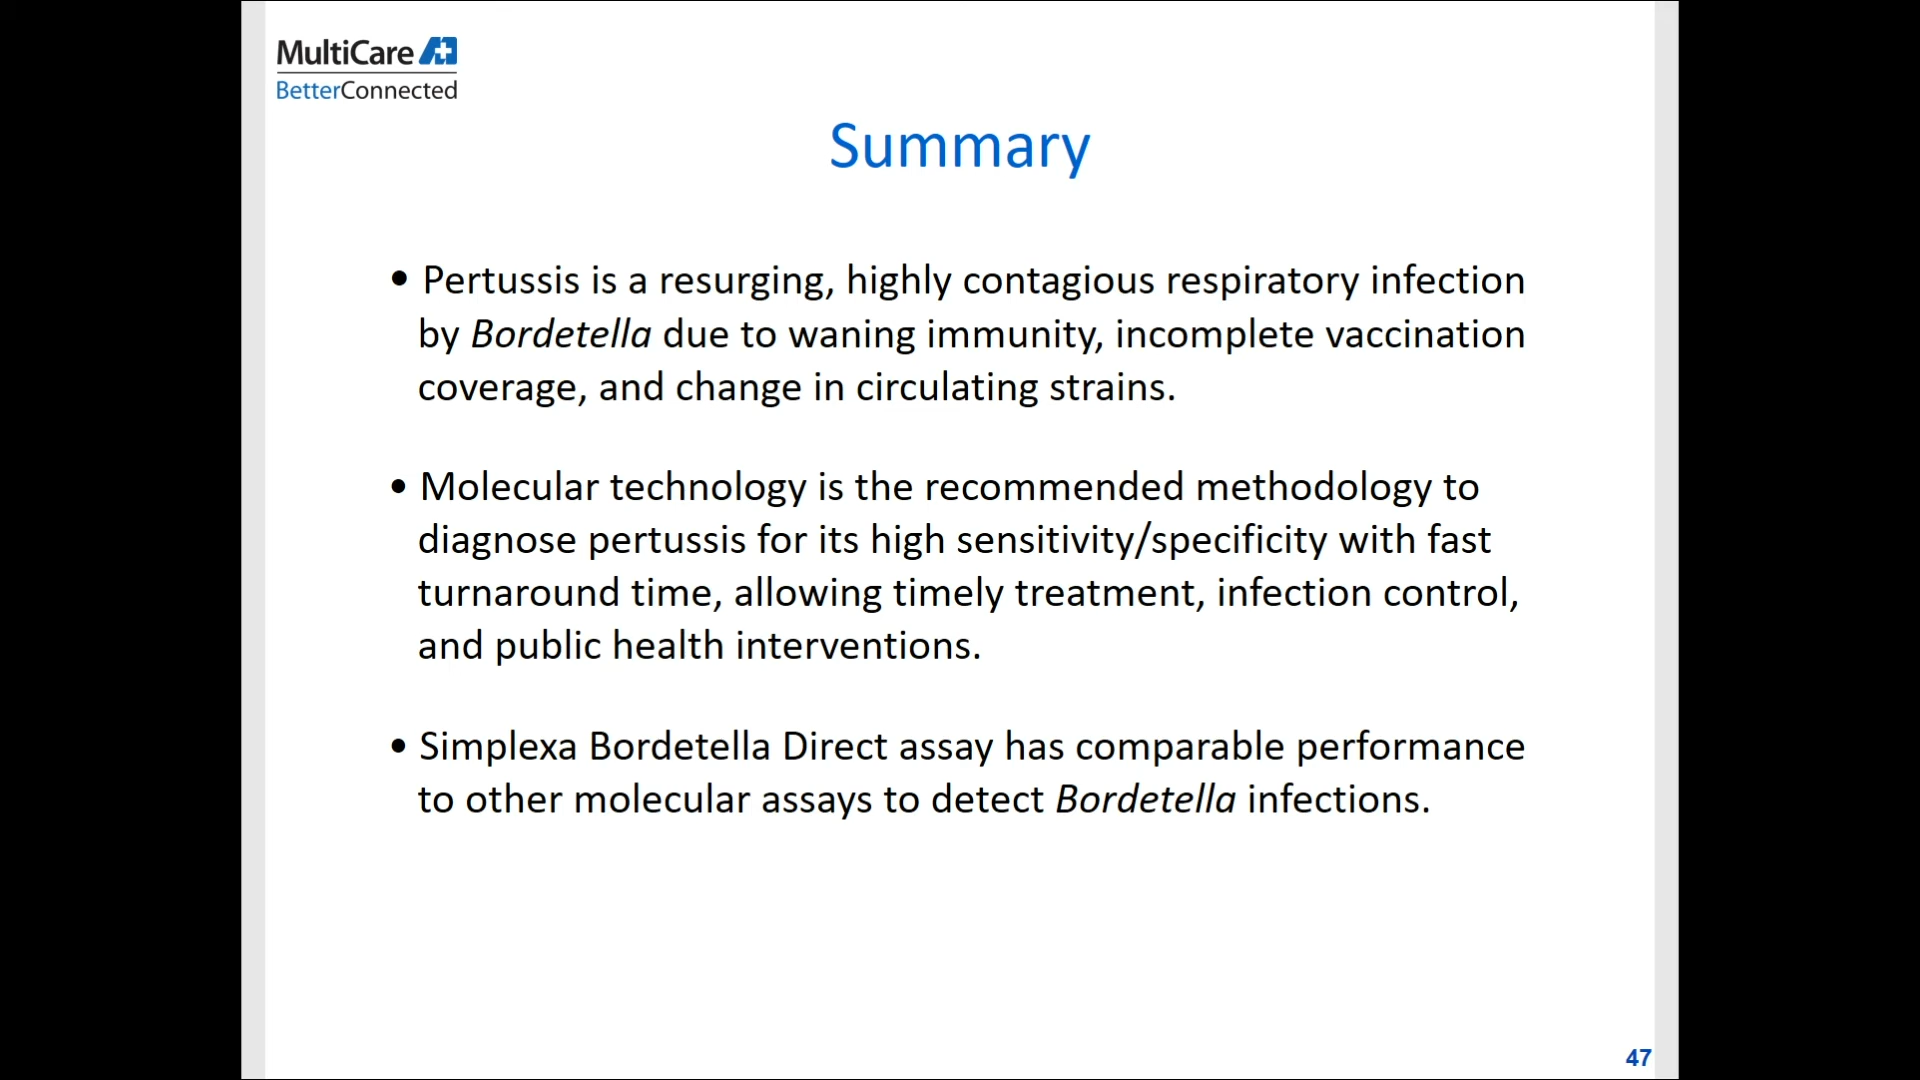 MultiCare
BetterConnected
Summary
• Pertussis is a resurging, highly contagious respiratory infection
by Bordetella due to waning immunity, incomplete vaccination
coverage, and change in circulating strains.
• Molecular technology is the recommended methodology to
diagnose pertussis for its high sensitivity/specificity with fast
turnaround time, allowing timely treatment, infection control,
and public health interventions.
• Simplexa Bordetella Direct assay has comparable performance
to other molecular assays to detect Bordetella infections.
47